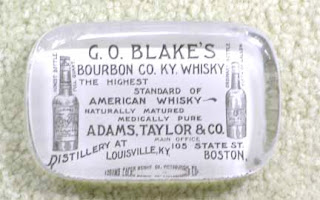 G. O. BLAKE'S
BOURBON CO. KY. WHISKY
THE HIGHEST
STANDARD OF
AMERICAN WHISKY
NATURALLY MATURED
MEDICALLY PURE
ADAMS, TAYLOR & CO.
MAIN OFFICE
DISTILLERY AT 105 STATE ST.
LOUISVILLE, KY. BOSTON.